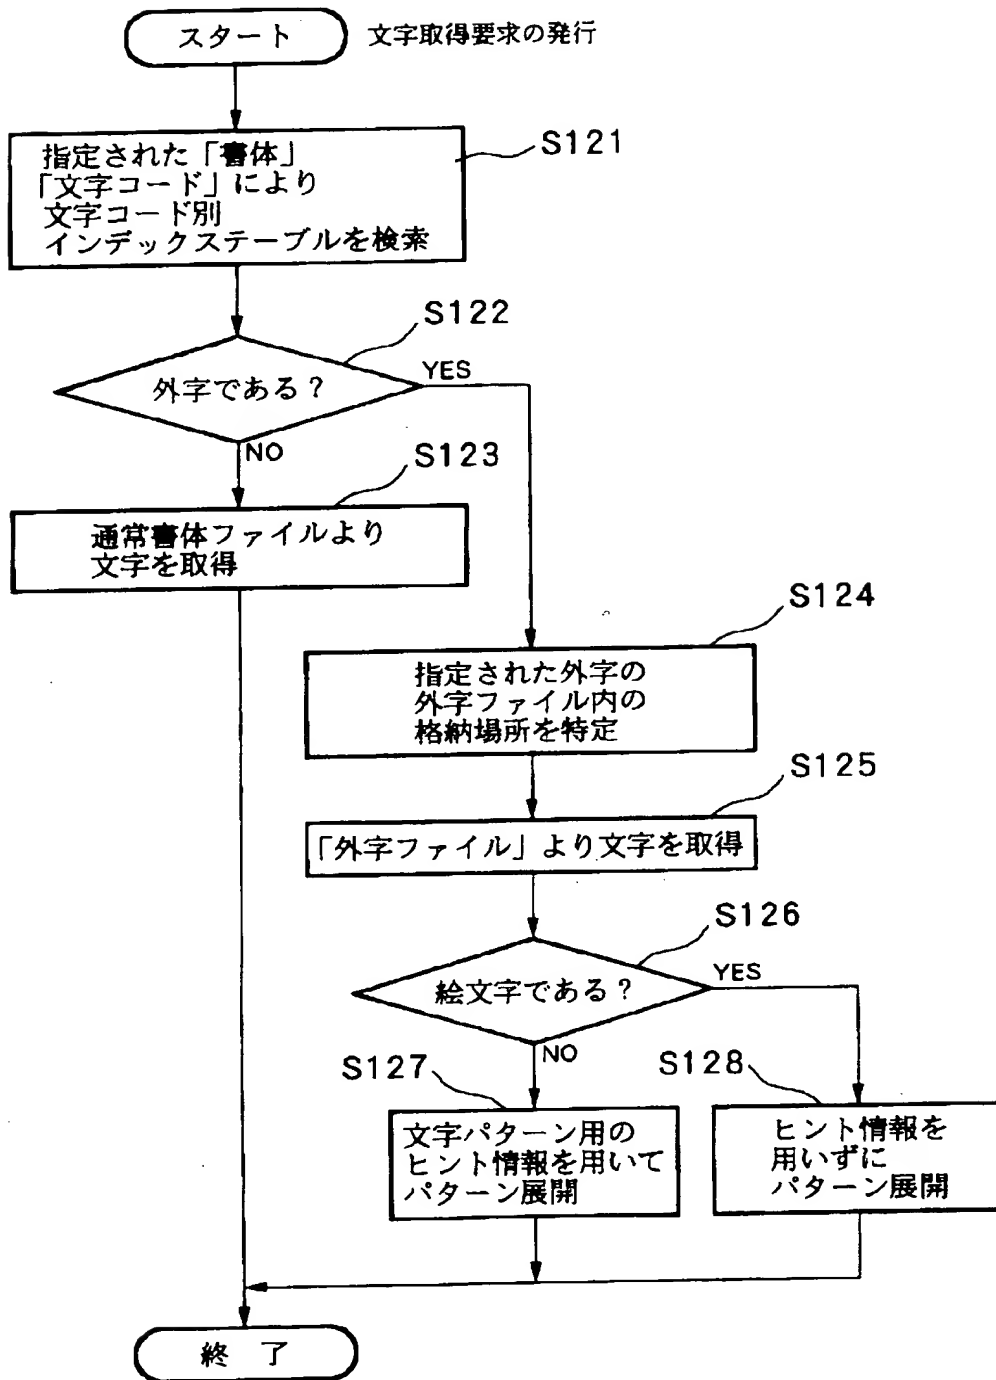 スタート
文字取得要求の発行
S121
指定された「書体」
「文字コード」により
文字コード別
インデックステーブルを検索
S122
外字である？
YES
NO
S123
通常書体ファイルより
文字を取得
S124
指定された外字の
外字ファイル内の
格納場所を特定
S125
「外字ファイル」より文字を取得
S126
絵文字である？
YES
NO
S127
文字パターン用の
ヒント情報を用いて
パターン展開
S128
ヒント情報を
用いずに
パターン展開
終了